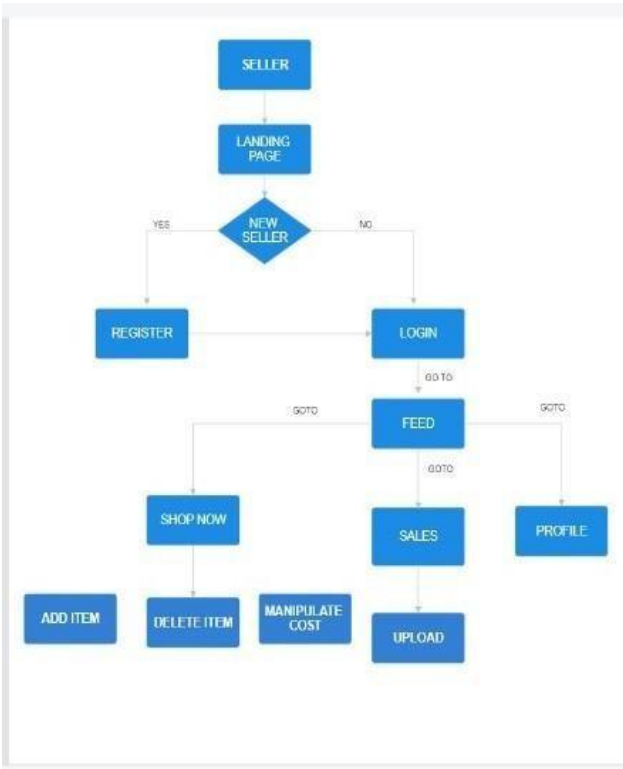 SELLER
LANDING
PAGE
NEW
SELLER
YES
NO
REGISTER
LOGIN
GO TO
GOTO
FEED
GOTO
GOTO
SHOP NOW
SALES
PROFILE
ADD ITEM
DELETE ITEM
MANIPULATE
COST
UPLOAD